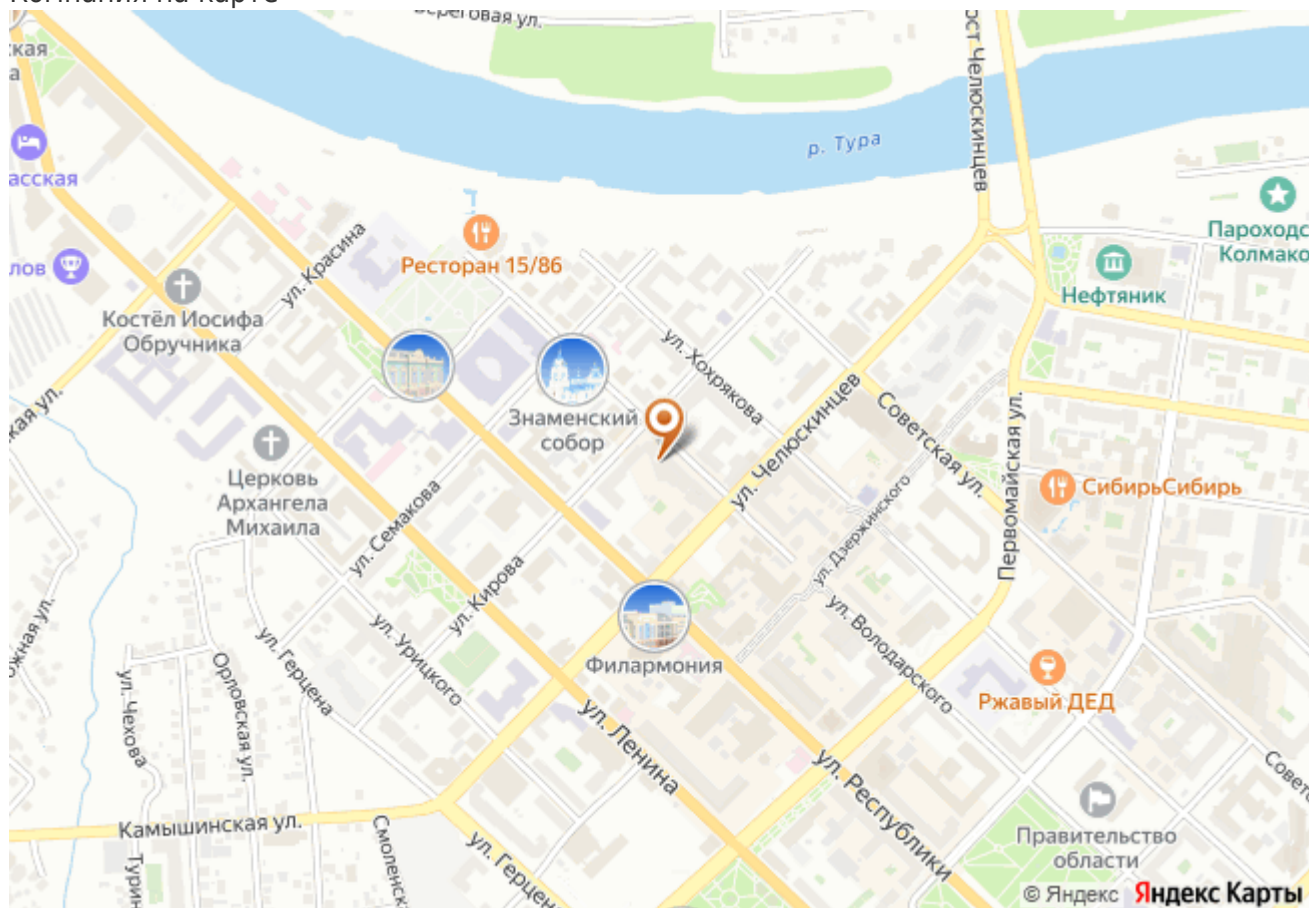 Береговая ул.
р. Тура
Мост Челюскинцев
Ресторан 15/86
ул. Красина
Костёл Иосифа
Обручника
Нефтяник
Знаменский
собор
ул. Хохрякова
ул. Челюскинцев
Советская ул.
Первомайская ул.
СибирьСибирь
Церковь
Архангела
Михаила
ул. Семакова
ул. Кирова
ул. Дзержинского
ул. Володарского
Филармония
ул. Урицкого
ул. Герцена
Орловская ул.
ул. Чехова
Ржавый ДЕД
ул. Ленина
ул. Республики
Камышинская ул.
Правительство
области
ул. Герцена
© Яндекс Яндекс Карты